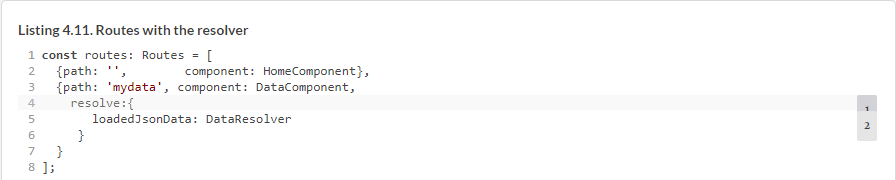 Listing 4.11. Routes with the resolver
1 const routes: Routes = [
2   {path: '',        component: HomeComponent},
3   {path: 'mydata', component: DataComponent,
4     resolve:{
5        loadedJsonData: DataResolver
6      }
7   }
8 ];
1
2